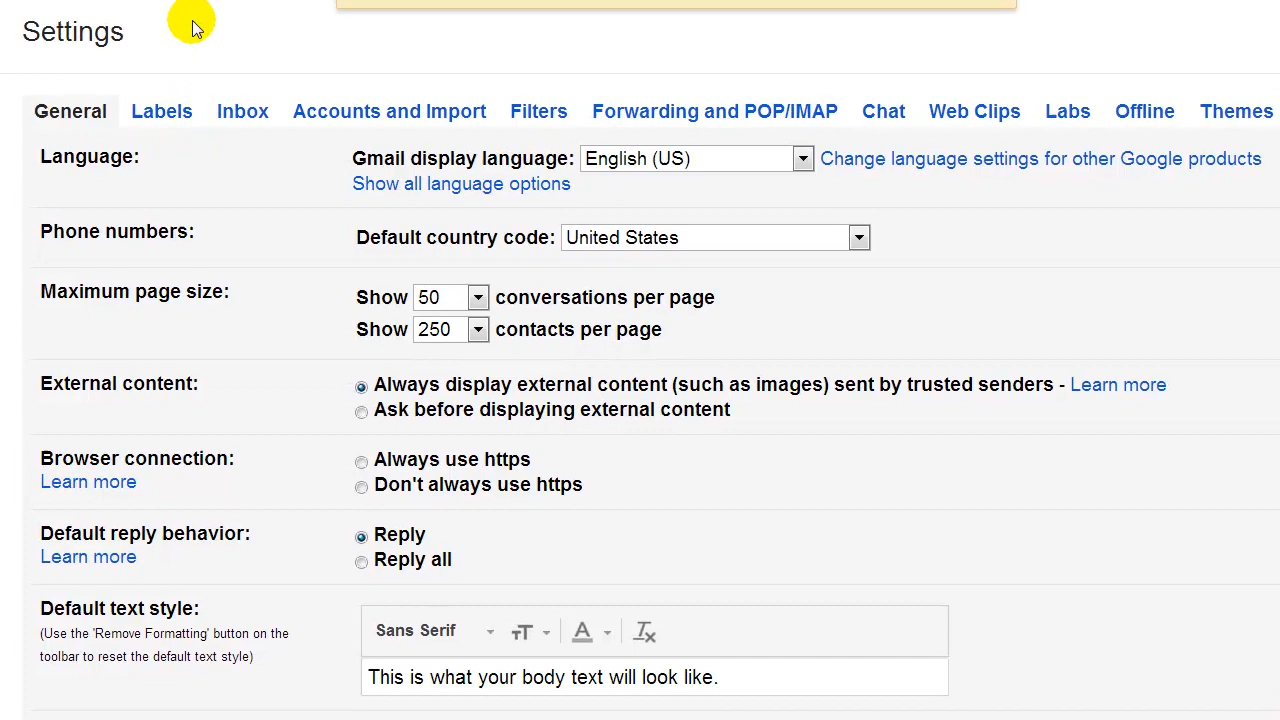 Settings
General Labels Inbox Accounts and Import Filters Forwarding and POP/IMAP Chat Web Clips Labs Offline Themes
Language: Gmail display language: English (US) Change language settings for other Google products
Show all language options
Phone numbers: Default country code: United States
Maximum page size: Show 50 conversations per page
Show 250 contacts per page
External content: Always display external content (such as images) sent by trusted senders - Learn more
Ask before displaying external content
Browser connection: Always use https
Learn more Don't always use https
Default reply behavior: Reply
Learn more Reply all
Default text style:
(Use the 'Remove Formatting' button on the
toolbar to reset the default text style)
Sans Serif
This is what your body text will look like.